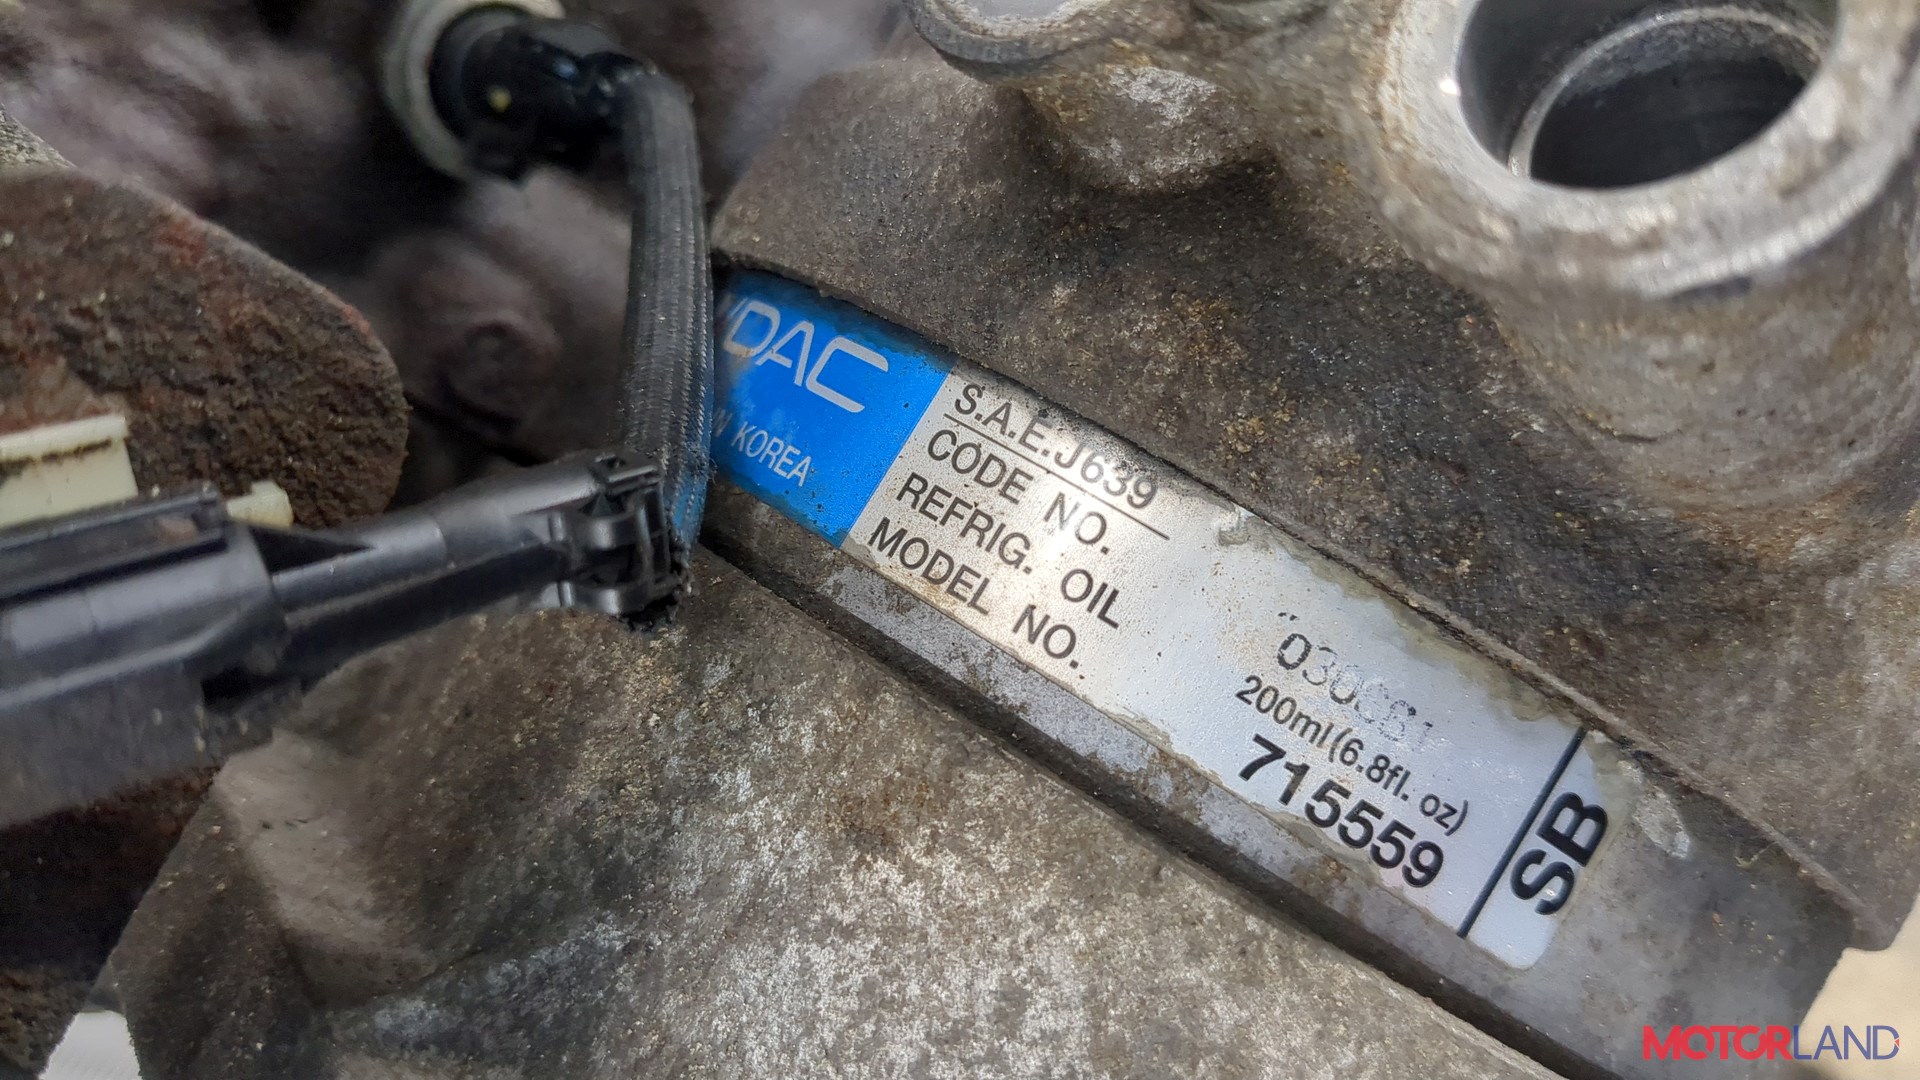 DAC
KOREA
S.A.E.J639
CODE NO.
REFRIG. OIL 200ml(6.8fl. oz)
MODEL NO. 715559
SB
MOTORLAND